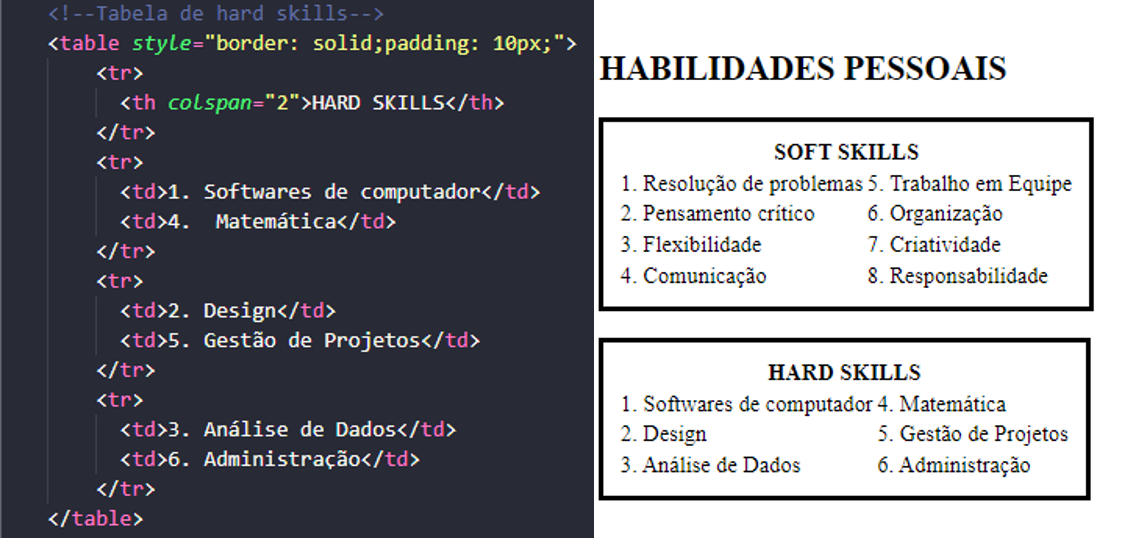 <!--Tabela de hard skills-->
<table style="border: solid;padding: 10px;">
<tr>
<th colspan="2">HARD SKILLS</th>
</tr>
<tr>
<td>1. Softwares de computador</td>
<td>4.  Matemática</td>
</tr>
<tr>
<td>2. Design</td>
<td>5. Gestão de Projetos</td>
</tr>
<tr>
<td>3. Análise de Dados</td>
<td>6. Administração</td>
</tr>
</table>
HABILIDADES PESSOAIS
SOFT SKILLS
1. Resolução de problemas 5. Trabalho em Equipe
2. Pensamento crítico 6. Organização
3. Flexibilidade 7. Criatividade
4. Comunicação 8. Responsabilidade
HARD SKILLS
1. Softwares de computador 4. Matemática
2. Design 5. Gestão de Projetos
3. Análise de Dados 6. Administração